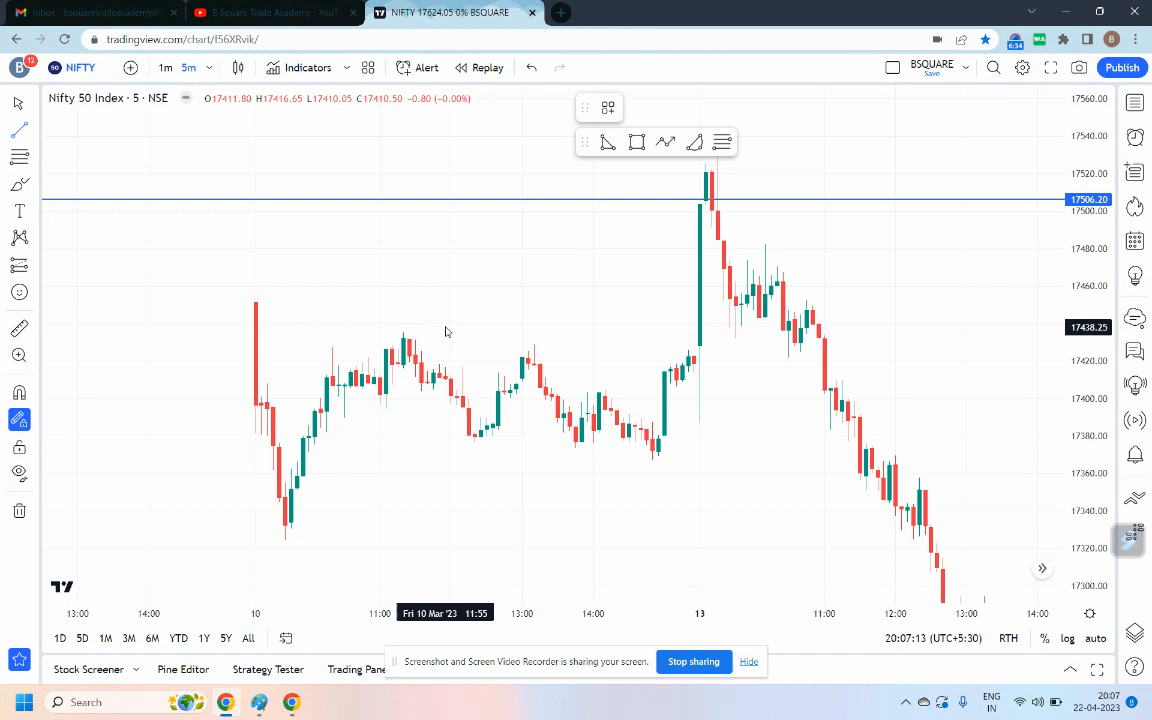 Inbox - bsquaretradeacademy@
B Square Trade Academy - YouT
NIFTY 17624.05 0% BSQUARE
tradingview.com/chart/f56XRvik/
6:34
WA
B
B
12
50
NIFTY
1m
5m
Indicators
Alert
Replay
BSQUARE
Save
Publish
Nifty 50 Index · 5 · NSE
O17411.80 H17416.65 L17410.05 C17410.50 −0.80 (−0.00%)
17560.00
17540.00
17520.00
17506.20
17500.00
17480.00
17460.00
17438.25
17420.00
17400.00
17380.00
17360.00
17340.00
17320.00
17300.00
13:00
14:00
10
11:00
Fri 10 Mar '23 11:55
13:00
14:00
13
11:00
12:00
13:00
14:00
1D 5D 1M 3M 6M YTD 1Y 5Y All
20:07:13 (UTC+5:30)
RTH
%
log
auto
Stock Screener
Pine Editor
Strategy Tester
Trading Pane
Screenshot and Screen Video Recorder is sharing your screen.
Stop sharing
Hide
Search
ENG
IN
20:07
22-04-2023